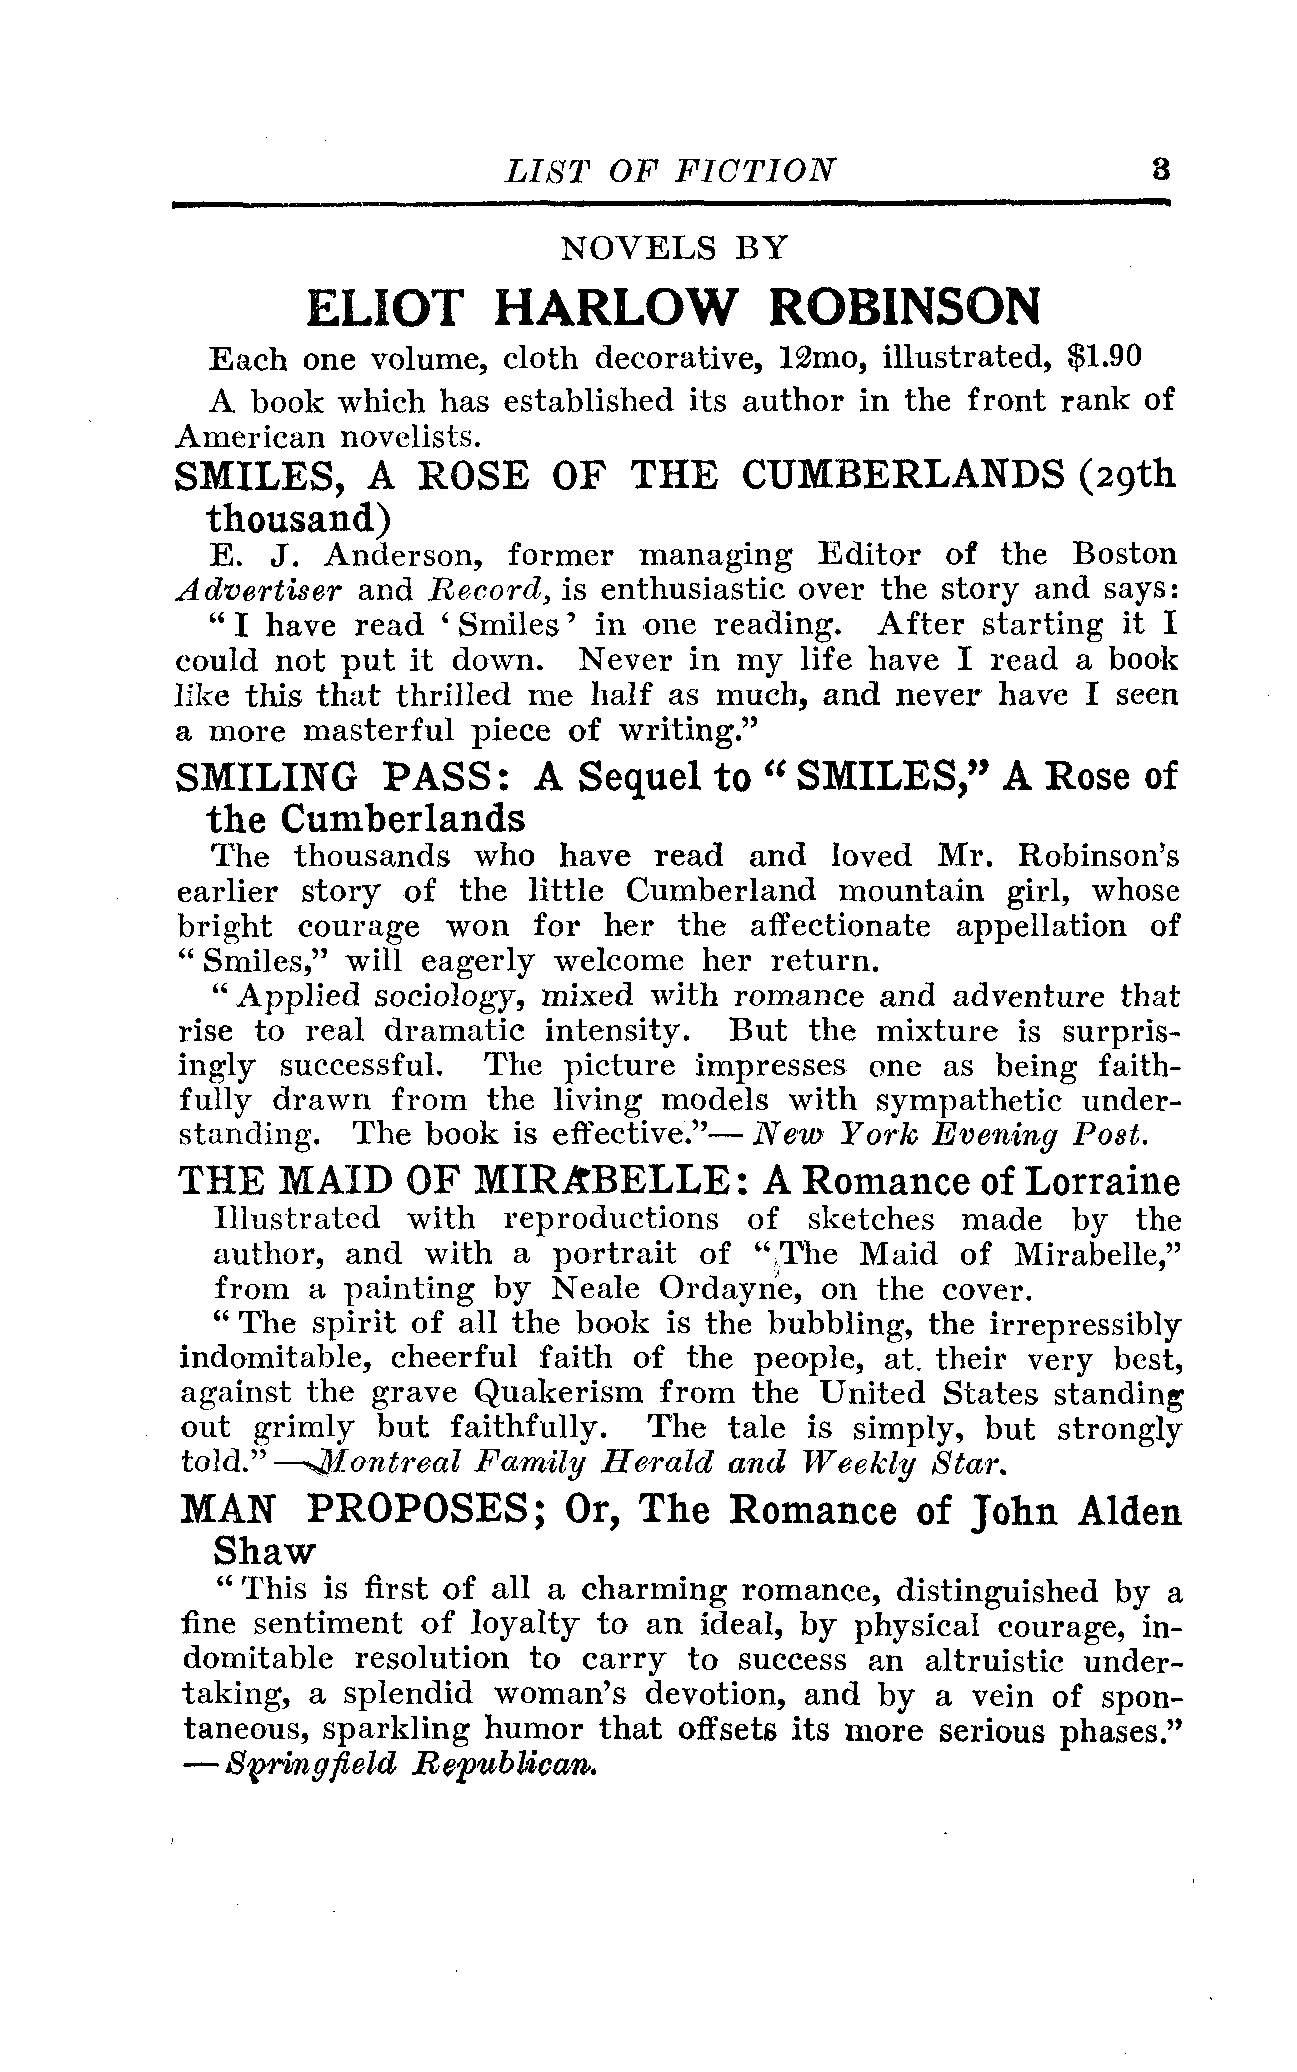 LIST OF FICTION 3
NOVELS BY
ELIOT HARLOW ROBINSON
Each one volume, cloth decorative, 12mo, illustrated, $1.90
A book which has established its author in the front rank of
American novelists.
SMILES, A ROSE OF THE CUMBERLANDS (29th
thousand)
E. J. Anderson, former managing Editor of the Boston
Advertiser and Record, is enthusiastic over the story and says:
“ I have read ‘ Smiles ’ in one reading. After starting it I
could not put it down. Never in my life have I read a book
like this that thrilled me half as much, and never have I seen
a more masterful piece of writing.”
SMILING PASS: A Sequel to “ SMILES,” A Rose of
the Cumberlands
The thousands who have read and loved Mr. Robinson's
earlier story of the little Cumberland mountain girl, whose
bright courage won for her the affectionate appellation of
“ Smiles,” will eagerly welcome her return.
“ Applied sociology, mixed with romance and adventure that
rise to real dramatic intensity. But the mixture is surpris-
ingly successful. The picture impresses one as being faith-
fully drawn from the living models with sympathetic under-
standing. The book is effective.”— New York Evening Post.
THE MAID OF MIRABELLE: A Romance of Lorraine
Illustrated with reproductions of sketches made by the
author, and with a portrait of “ The Maid of Mirabelle,”
from a painting by Neale Ordayne, on the cover.
“ The spirit of all the book is the bubbling, the irrepressibly
indomitable, cheerful faith of the people, at their very best,
against the grave Quakerism from the United States standing
out grimly but faithfully. The tale is simply, but strongly
told.” — Montreal Family Herald and Weekly Star.
MAN PROPOSES; Or, The Romance of John Alden
Shaw
“ This is first of all a charming romance, distinguished by a
fine sentiment of loyalty to an ideal, by physical courage, in-
domitable resolution to carry to success an altruistic under-
taking, a splendid woman's devotion, and by a vein of spon-
taneous, sparkling humor that offsets its more serious phases.”
— Springfield Republican.